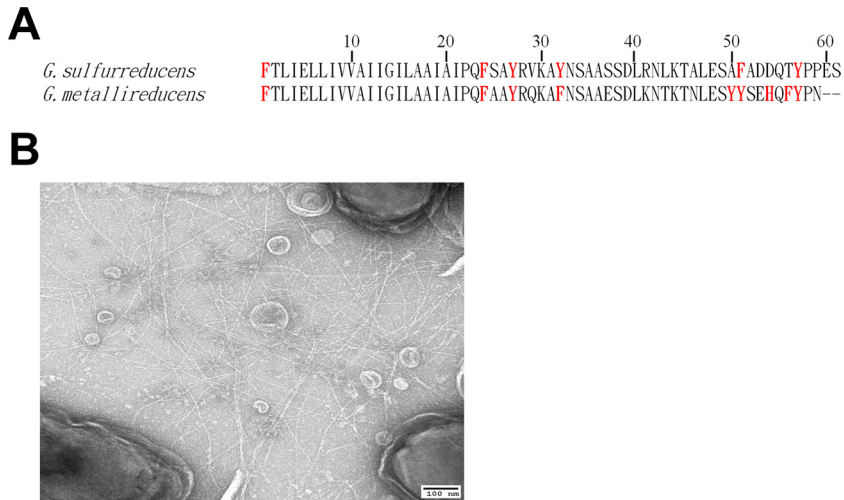 A
10 20 30 40 50 60
G. sulfurreducens FTLIELLIVVAIIGILAAIAIPQFSAYRVKAYNSAASSDLRNLKTALESAFADDQTYPPES
G. metallireducens FTLIELLIVVAIIGILAAIAIPQFAAYRQKAFNSAAESDLKNTKTNLESYYSEHQFYPN--
B
100 nm